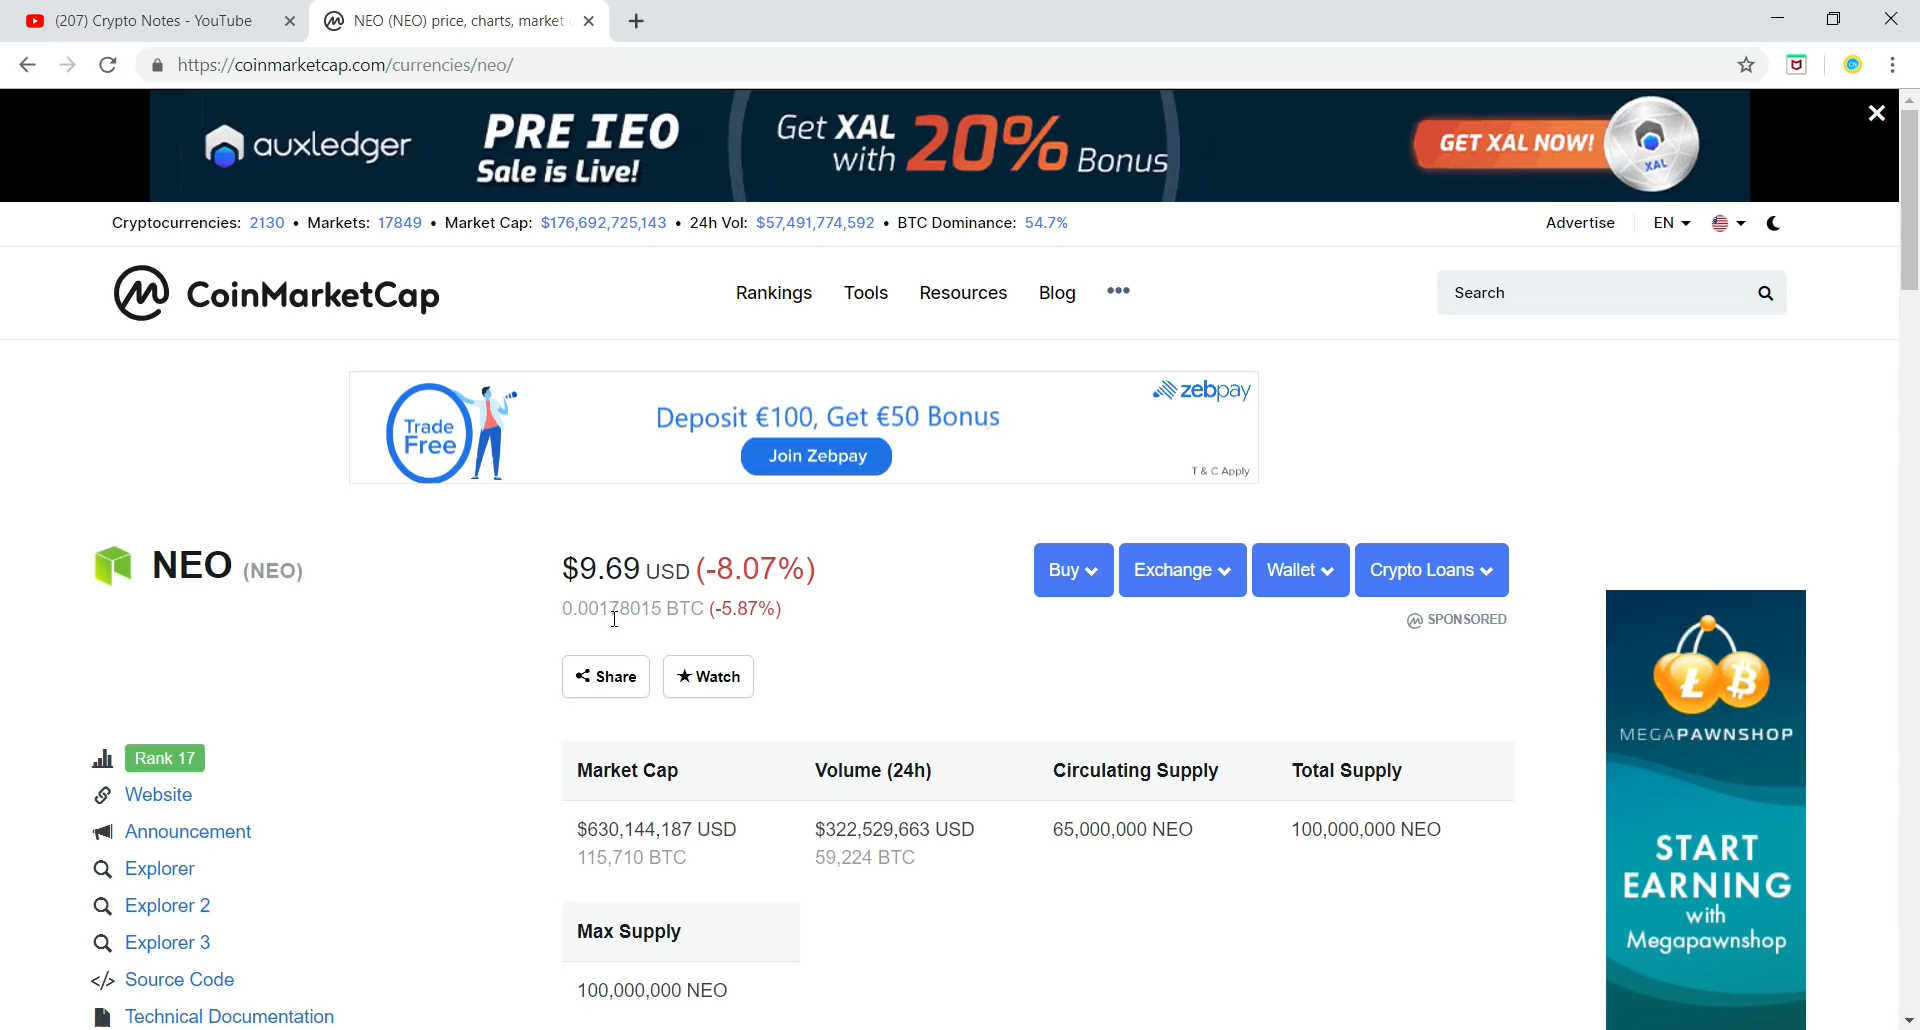 (207) Crypto Notes - YouTube
NEO (NEO) price, charts, market
https://coinmarketcap.com/currencies/neo/
auxledger
PRE IEO
Sale is Live!
Get XAL
with 20% Bonus
GET XAL NOW!
XAL
Cryptocurrencies: 2130 • Markets: 17849 • Market Cap: $176,692,725,143 • 24h Vol: $57,491,774,592 • BTC Dominance: 54.7%
Advertise
EN
CoinMarketCap
Rankings
Tools
Resources
Blog
•••
Search
Trade
Free
Deposit €100, Get €50 Bonus
Join Zebpay
zebpay
T & C Apply
NEO (NEO)
$9.69 USD (-8.07%)
0.00178015 BTC (-5.87%)
Buy
Exchange
Wallet
Crypto Loans
SPONSORED
Share
Watch
Rank 17
Website
Announcement
Explorer
Explorer 2
Explorer 3
Source Code
Technical Documentation
Market Cap
Volume (24h)
Circulating Supply
Total Supply
$630,144,187 USD
$322,529,663 USD
65,000,000 NEO
100,000,000 NEO
115,710 BTC
59,224 BTC
Max Supply
100,000,000 NEO
MEGAPAWNSHOP
START
EARNING
with
Megapawnshop